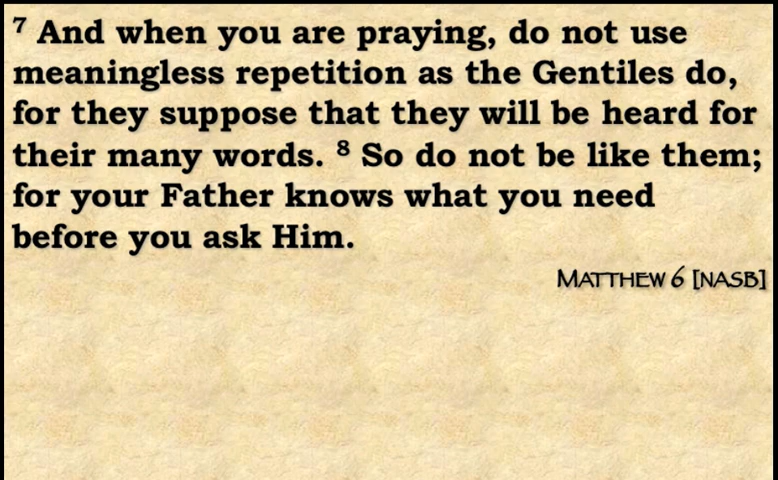 ⁷ And when you are praying, do not use
meaningless repetition as the Gentiles do,
for they suppose that they will be heard for
their many words. ⁸ So do not be like them;
for your Father knows what you need
before you ask Him.
MATTHEW 6 [NASB]